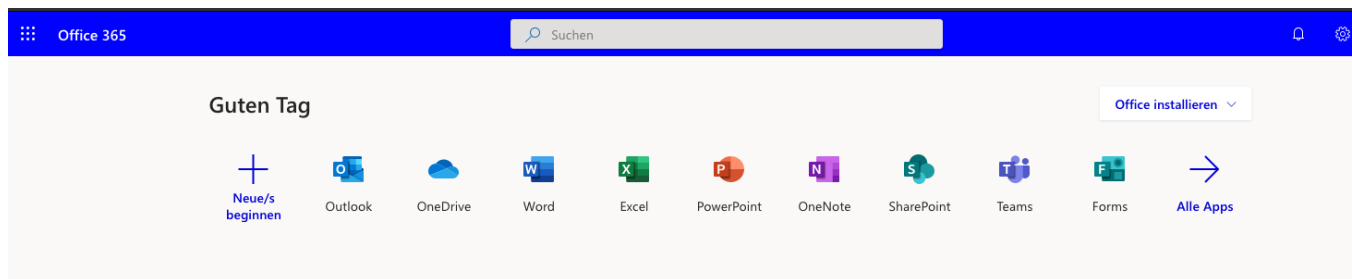 Office 365
Suchen
Guten Tag
Office installieren
Neue/s
beginnen
Outlook
OneDrive
Word
Excel
PowerPoint
OneNote
SharePoint
Teams
Forms
Alle Apps